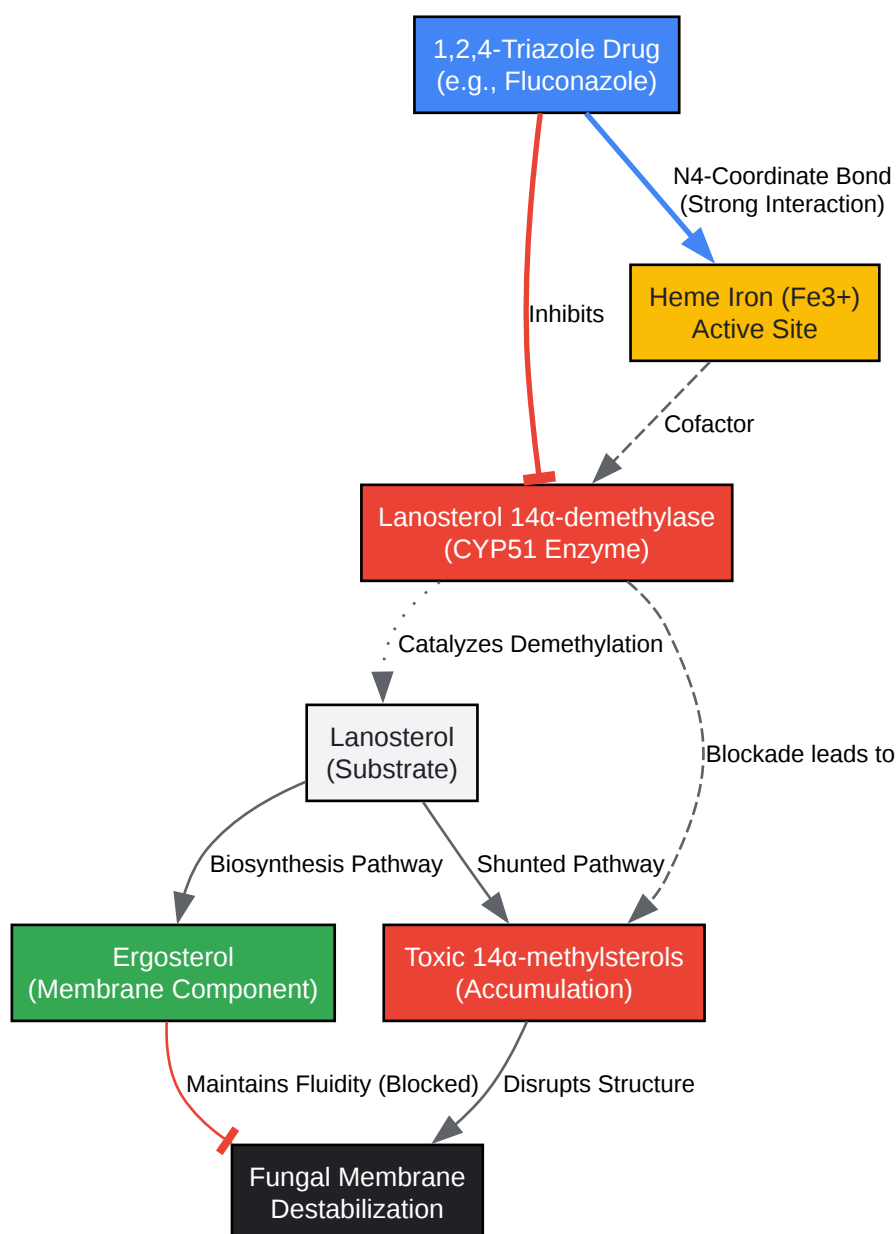 1,2,4-Triazole Drug
(e.g., Fluconazole)
N4-Coordinate Bond
(Strong Interaction)
Heme Iron (Fe3+)
Active Site
Inhibits
Cofactor
Lanosterol 14α-demethylase
(CYP51 Enzyme)
Catalyzes Demethylation
Lanosterol
(Substrate)
Blockade leads to
Biosynthesis Pathway
Shunted Pathway
Ergosterol
(Membrane Component)
Toxic 14α-methylsterols
(Accumulation)
Maintains Fluidity (Blocked)
Disrupts Structure
Fungal Membrane
Destabilization